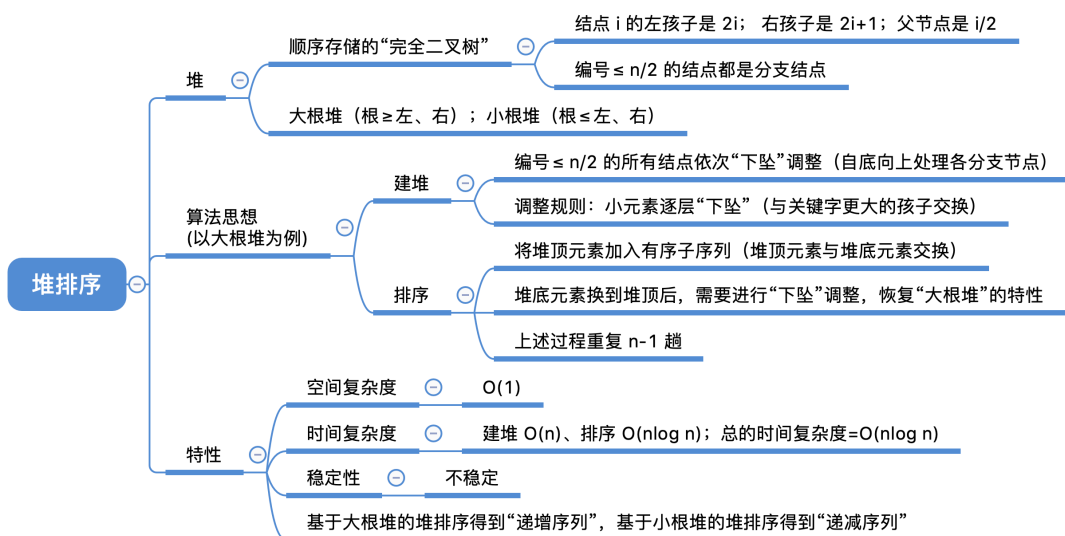 堆排序
堆
顺序存储的“完全二叉树”
结点 i 的左孩子是 2i； 右孩子是 2i+1；父节点是 i/2
编号≤ n/2 的结点都是分支结点
大根堆（根≥左、右）；小根堆（根≤左、右）
算法思想
(以大根堆为例)
建堆
编号≤ n/2 的所有结点依次“下坠”调整（自底向上处理各分支节点）
调整规则：小元素逐层“下坠”（与关键字更大的孩子交换）
排序
将堆顶元素加入有序子序列（堆顶元素与堆底元素交换）
堆底元素换到堆顶后，需要进行“下坠”调整，恢复“大根堆”的特性
上述过程重复 n-1 趟
特性
空间复杂度
O(1)
时间复杂度
建堆 O(n)、排序 O(nlog n)；总的时间复杂度=O(nlog n)
稳定性
不稳定
基于大根堆的堆排序得到“递增序列”，基于小根堆的堆排序得到“递减序列”